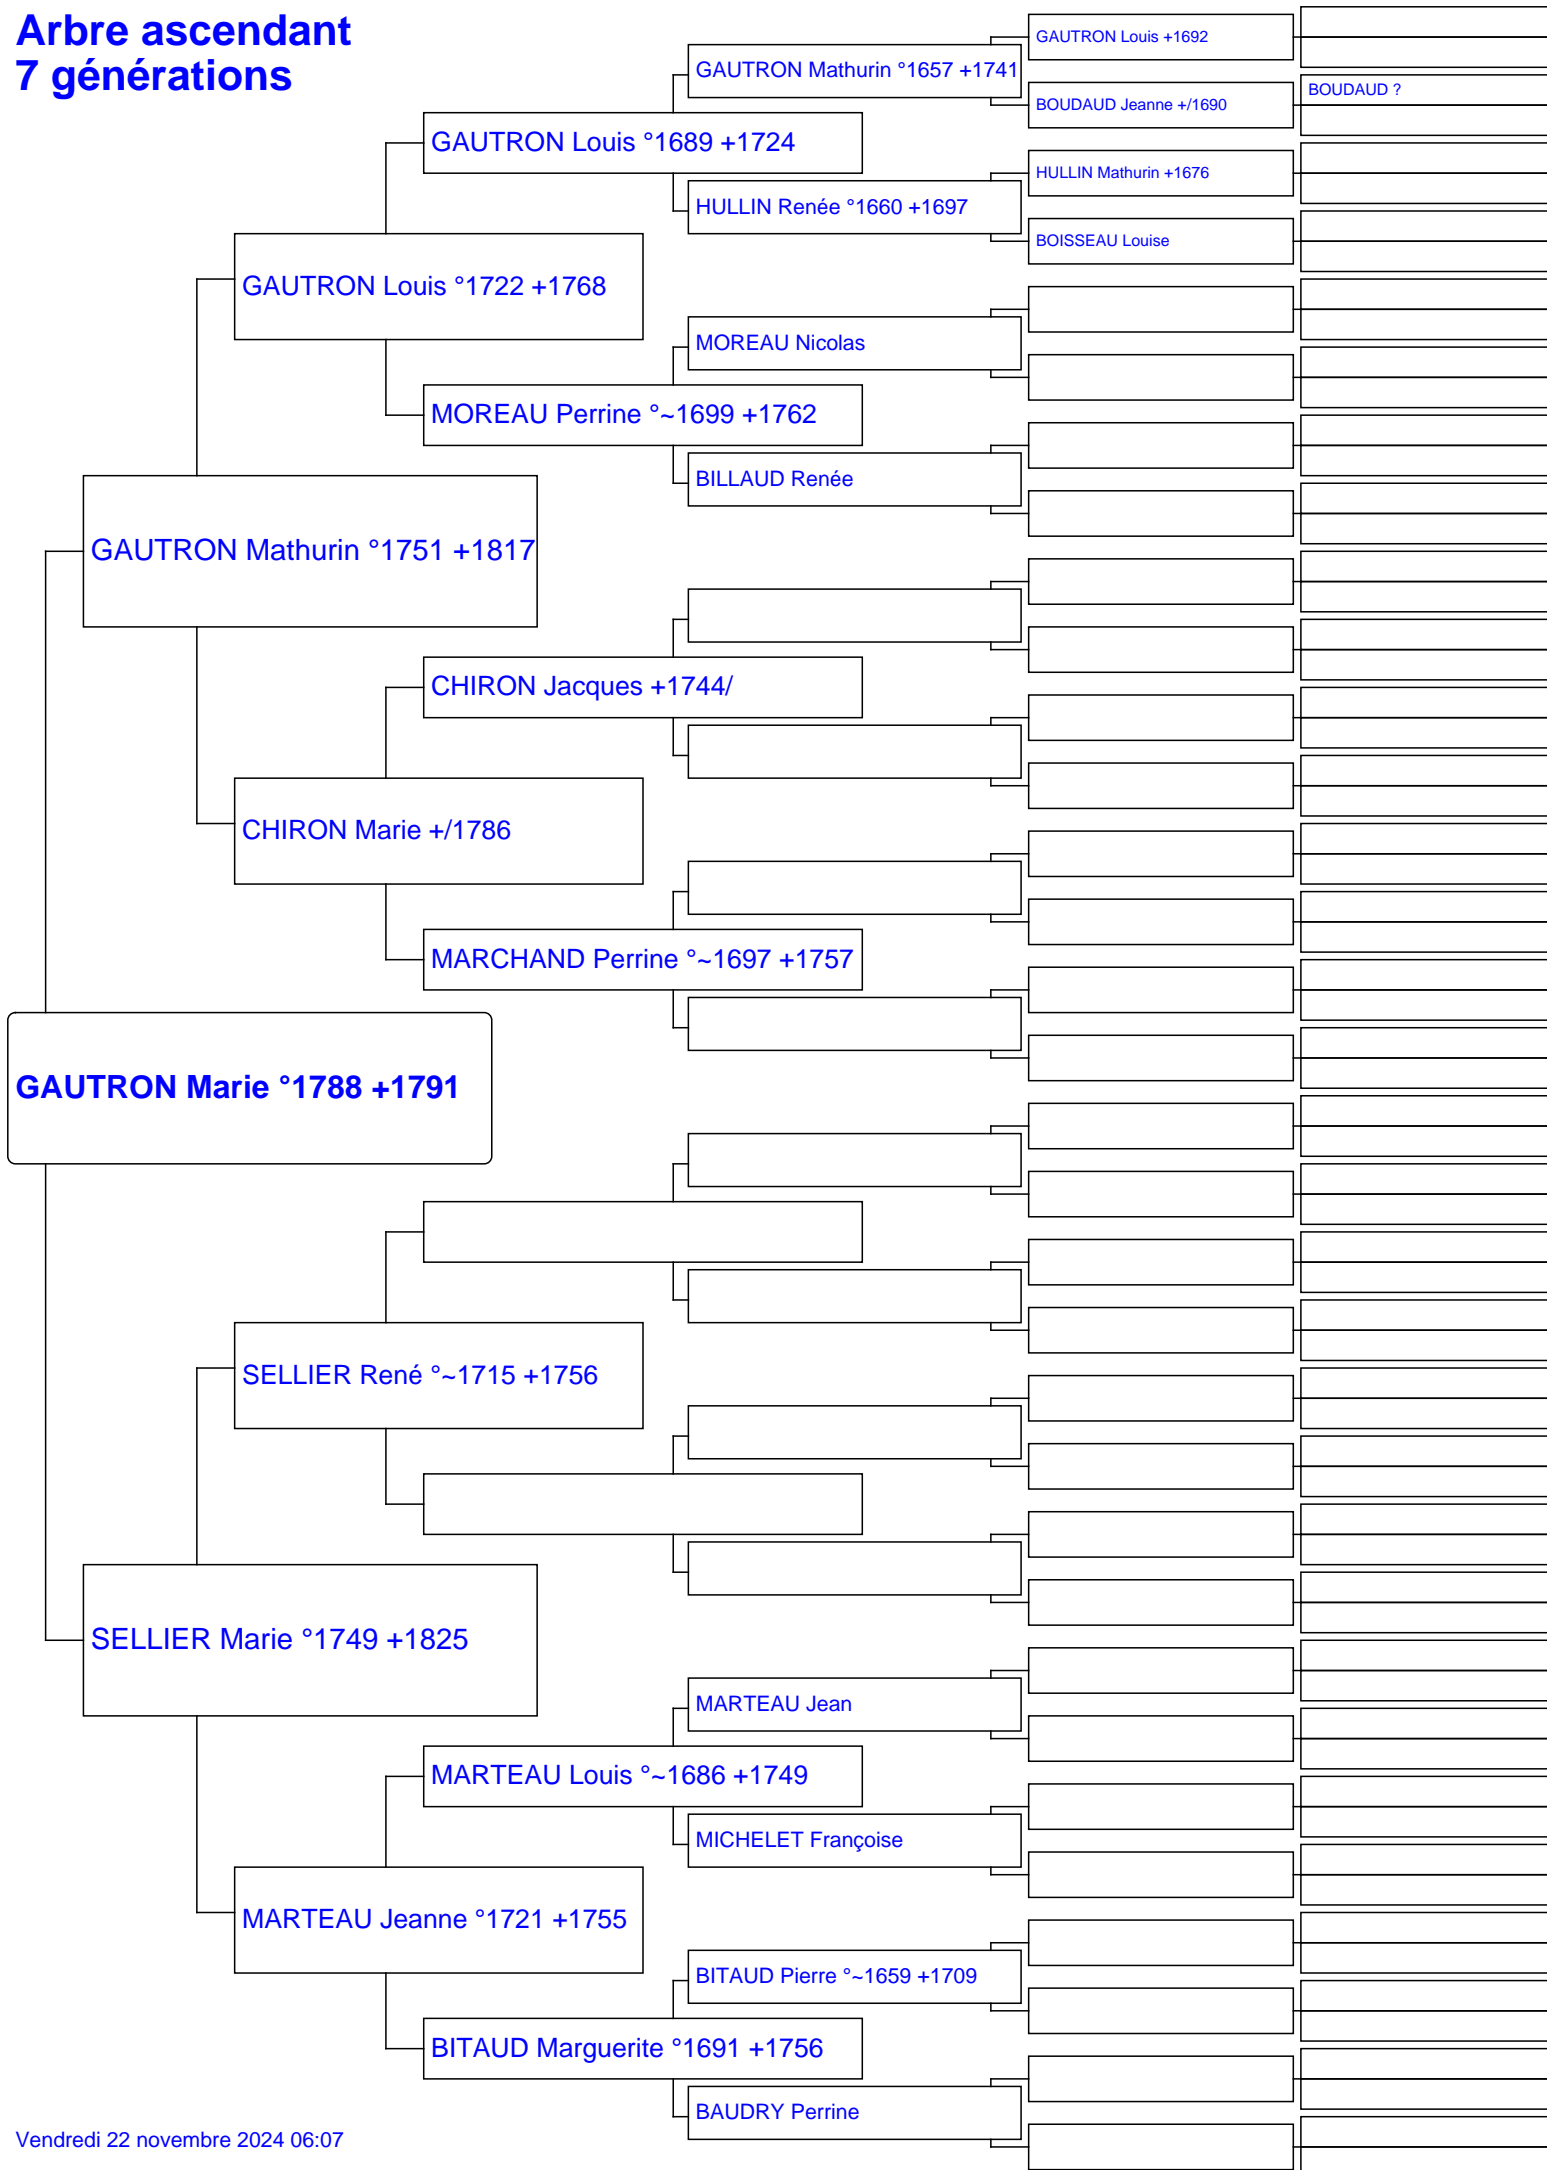 Arbre ascendant
7 générations
GAUTRON Louis +1692
GAUTRON Mathurin °1657 +1741
BOUDAUD ?
BOUDAUD Jeanne +/1690
GAUTRON Louis °1689 +1724
HULLIN Mathurin +1676
HULLIN Renée °1660 +1697
BOISSEAU Louise
GAUTRON Louis °1722 +1768
MOREAU Nicolas
MOREAU Perrine °~1699 +1762
BILLAUD Renée
GAUTRON Mathurin °1751 +1817
CHIRON Jacques +1744/
CHIRON Marie +/1786
MARCHAND Perrine °~1697 +1757
GAUTRON Marie °1788 +1791
SELLIER René °~1715 +1756
SELLIER Marie °1749 +1825
MARTEAU Jean
MARTEAU Louis °~1686 +1749
MICHELET Françoise
MARTEAU Jeanne °1721 +1755
BITAUD Pierre °~1659 +1709
BITAUD Marguerite °1691 +1756
BAUDRY Perrine
Vendredi 22 novembre 2024 06:07